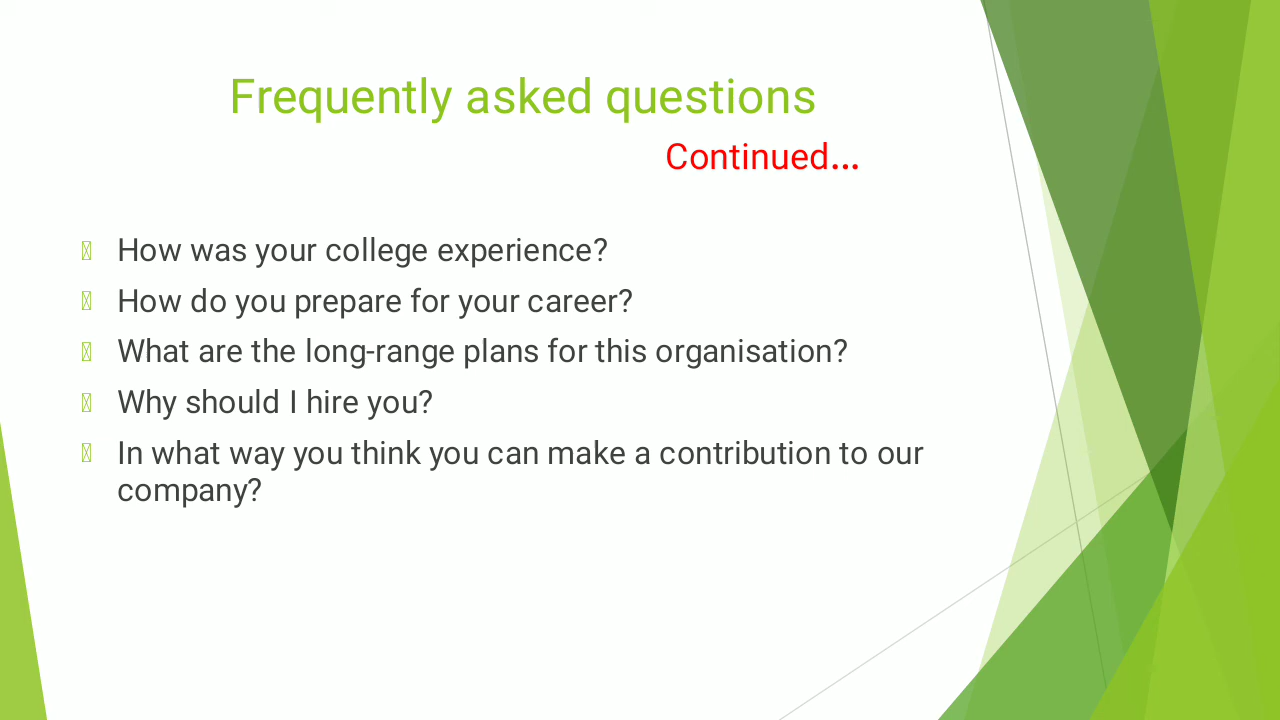 Frequently asked questions
Continued...
How was your college experience?
How do you prepare for your career?
What are the long-range plans for this organisation?
Why should I hire you?
In what way you think you can make a contribution to our
company?